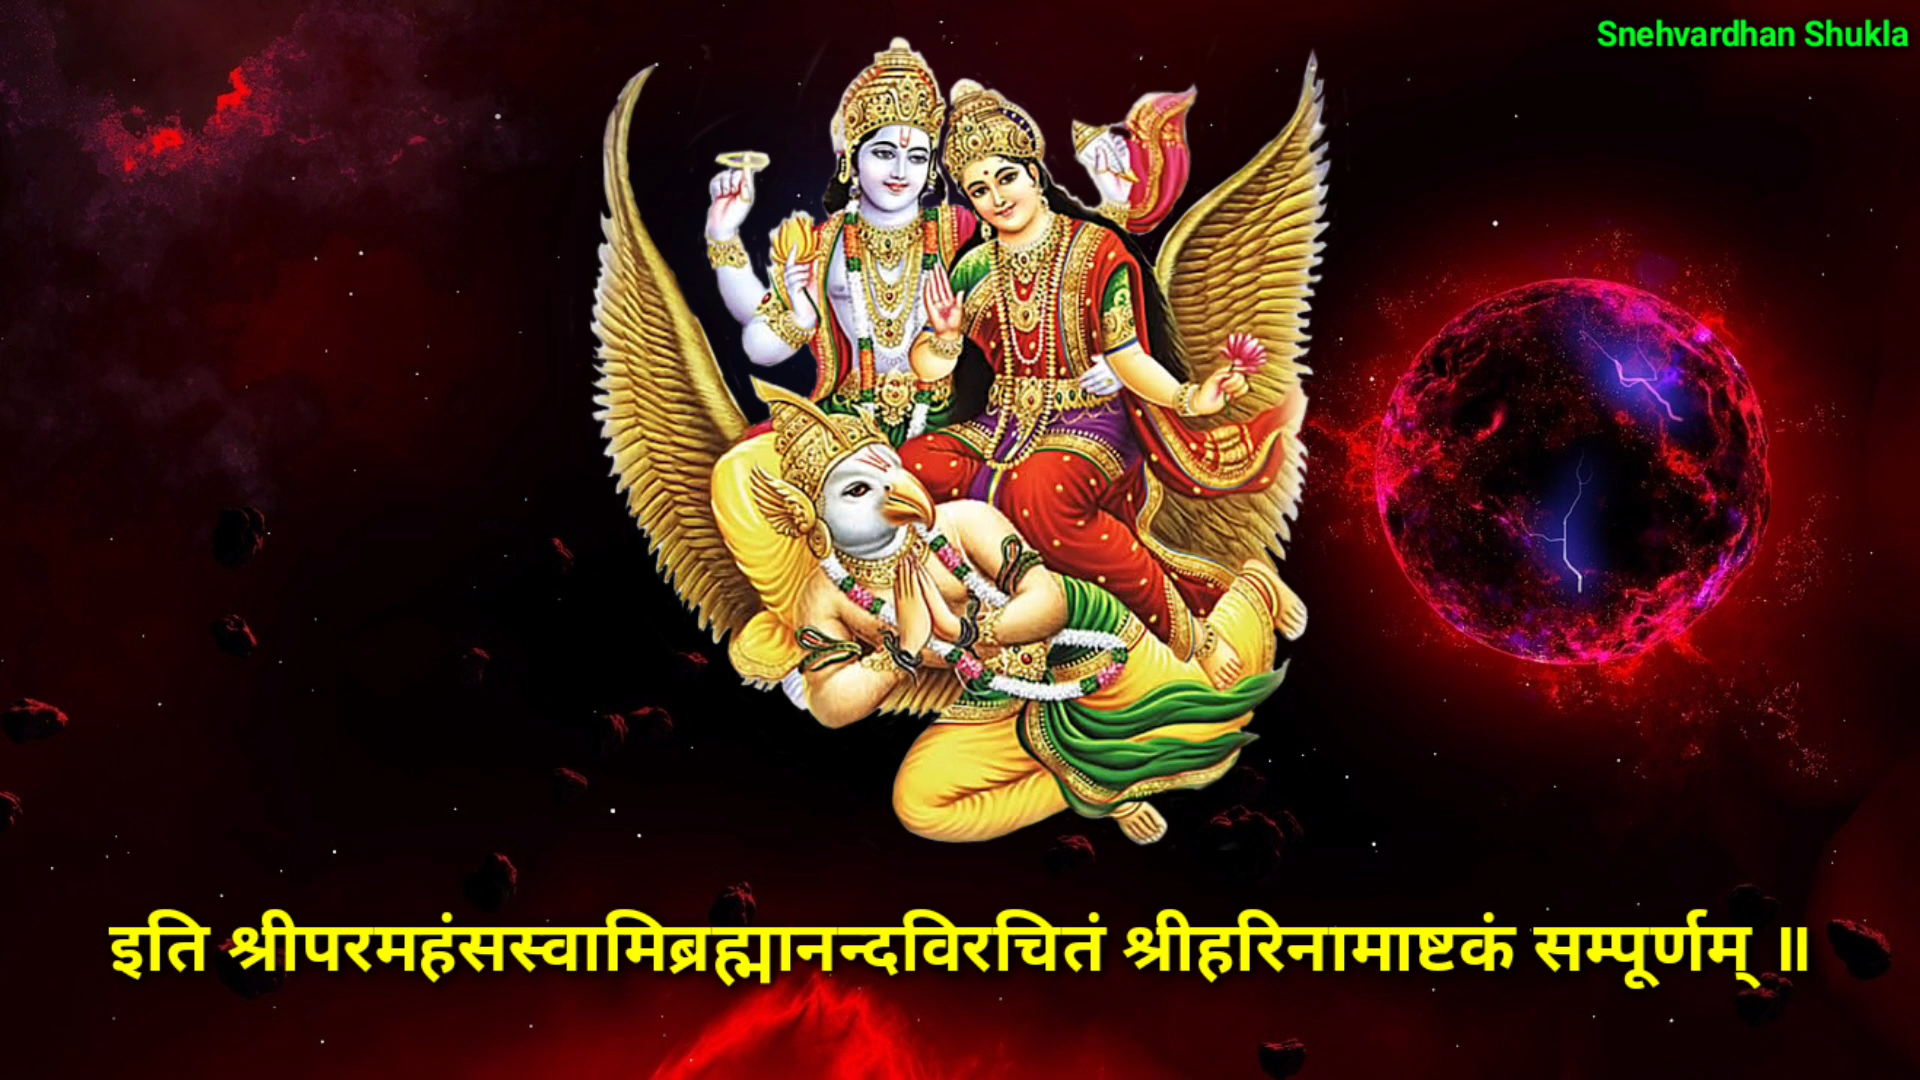 Snehvardhan Shukla
इति श्रीपरमहंसस्वामिब्रह्मानन्दविरचितं श्रीहरिनामाष्टकं सम्पूर्णम् ॥